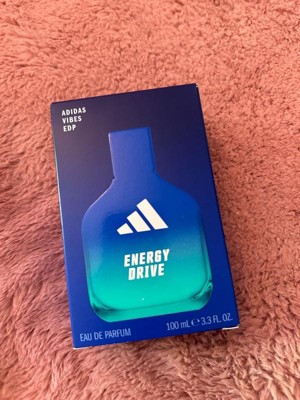 ADIDAS
VIBES
EDP
ENERGY
DRIVE
EAU DE PARFUM
100 mL ℮ 3.3 FL. OZ.